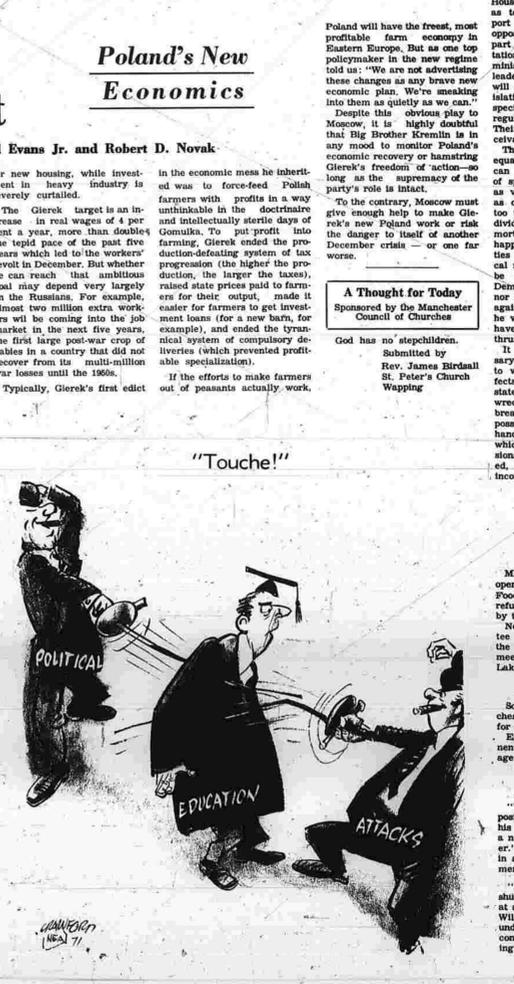 Poland's New
Economics
Evans Jr. and Robert D. Novak
r new housing, while invest-
ent in heavy industry is
everely curtailed.
The Gierek target is an in-
rease in real wages of 4 per
ent a year, more than double
he tepid pace of the past five
ears which led to the workers'
evolt in December. But whether
e can reach that ambitious
oal may depend very largely
n the Russians. For example,
lmost two million extra work-
rs will be coming into the job
market in the next five years,
he first large post-war crop of
abies in a country that did not
ecover from its multi-million
ar losses until the 1960s.
Typically, Gierek's first edict
in the economic mess he inherit-
ed was to force-feed Polish
farmers with profits in a way
unthinkable in the doctrinaire
and intellectually sterile days of
Gomulka. To put profit into
farming, Gierek ended the pro-
duction-defeating system of tax
progression (the higher the pro-
duction, the larger the taxes),
raised state prices paid to farm-
ers for their output, made it
easier for farmers to get invest-
ment loans (for a new barn, for
example), and ended the tyran-
nical system of compulsory de-
liveries (which prevented profit-
able specialization).
If the efforts to make farmers
out of peasants actually work,
Poland will have the freest, most
profitable farm economy in
Eastern Europe. But as one top
policymaker in the new regime
told us: "We are not advertising
these changes as any brave new
economic plan. We're sneaking
into them as quietly as we can."
Despite this obvious play to
Moscow, it is highly doubtful
that Big Brother Kremlin is in
any mood to monitor Poland's
economic recovery or hamstring
Gierek's freedom of action—so
long as the supremacy of the
party's role is intact.
To the contrary, Moscow must
give enough help to make Gie-
rek's new Poland work or risk
the danger to itself of another
December crisis — or one far
worse.
A Thought for Today
Sponsored by the Manchester
Council of Churches
God has no stepchildren.
Submitted by
Rev. James Birdsall
St. Peter's Church
Wapping
"Touche!"
POLITICAL
EDUCATION
ATTACKS
CRAWFORD
NEA 71